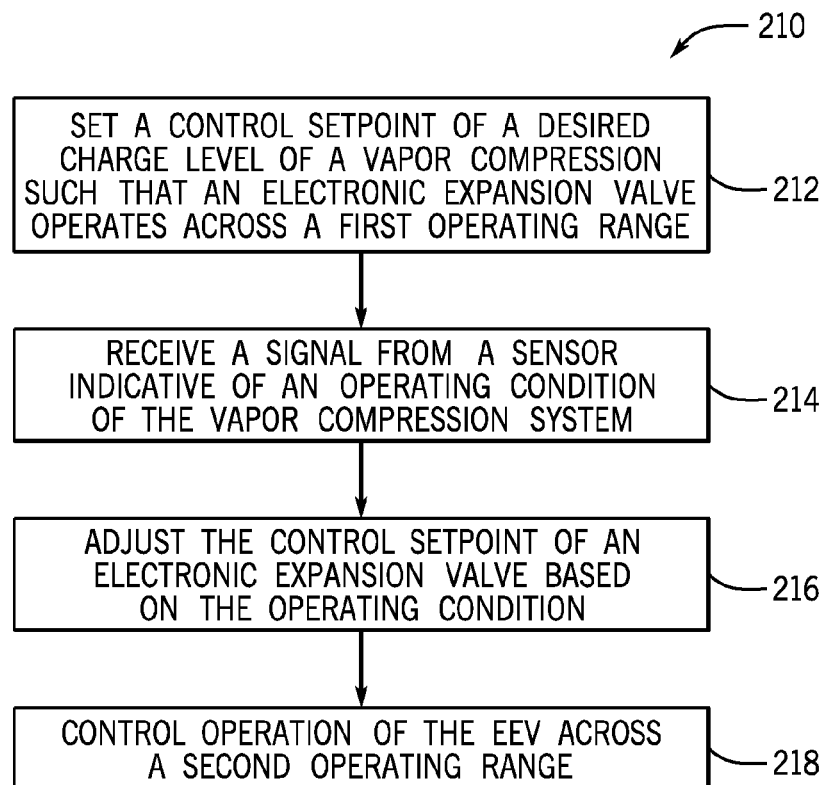 210
SET A CONTROL SETPOINT OF A DESIRED
CHARGE LEVEL OF A VAPOR COMPRESSION
SUCH THAT AN ELECTRONIC EXPANSION VALVE
OPERATES ACROSS A FIRST OPERATING RANGE
212
RECEIVE A SIGNAL FROM A SENSOR
INDICATIVE OF AN OPERATING CONDITION
OF THE VAPOR COMPRESSION SYSTEM
214
ADJUST THE CONTROL SETPOINT OF AN
ELECTRONIC EXPANSION VALVE BASED
ON THE OPERATING CONDITION
216
CONTROL OPERATION OF THE EEV ACROSS
A SECOND OPERATING RANGE
218